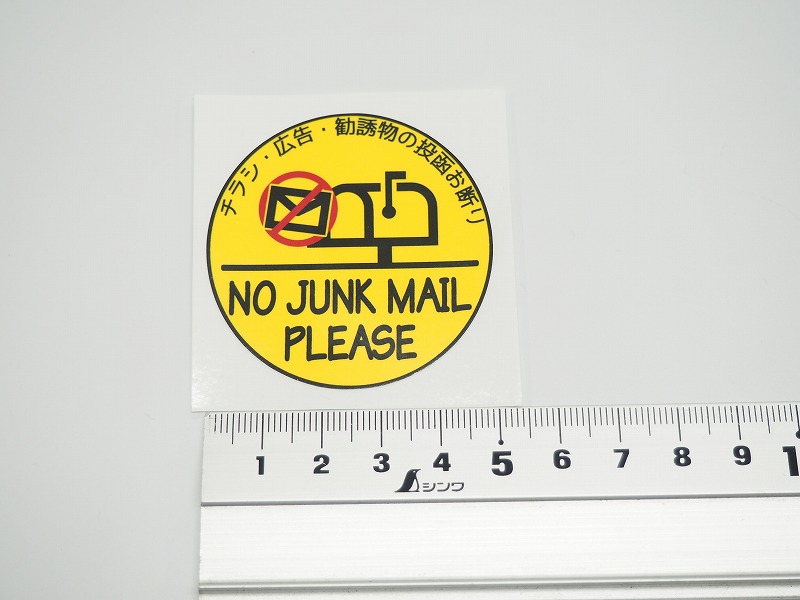 チラシ・広告・勧誘物の投函お断り
NO JUNK MAIL
PLEASE
1 2 3 4 5 6 7 8 9 1
シンワ